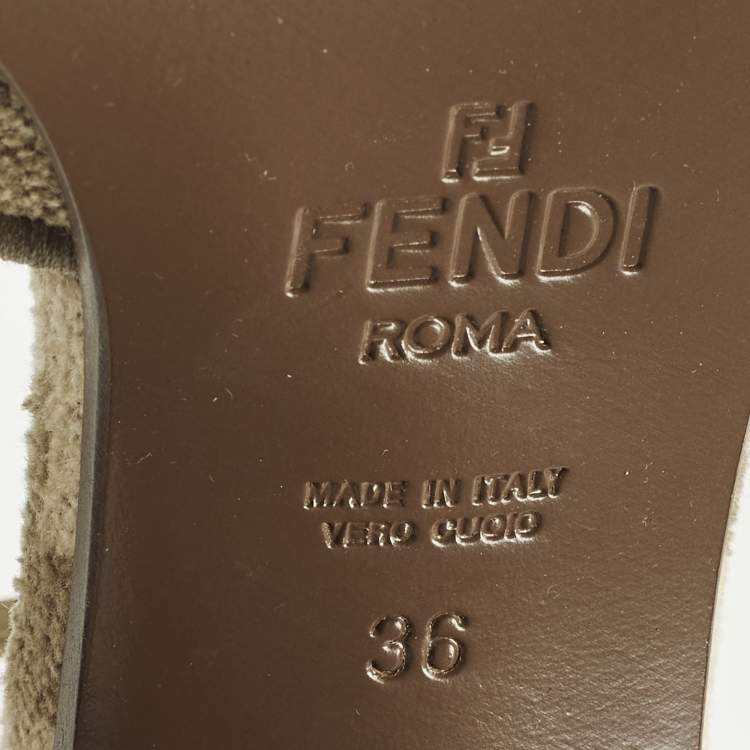 FF
FENDI
ROMA
MADE IN ITALY
VERO CUOIO
36